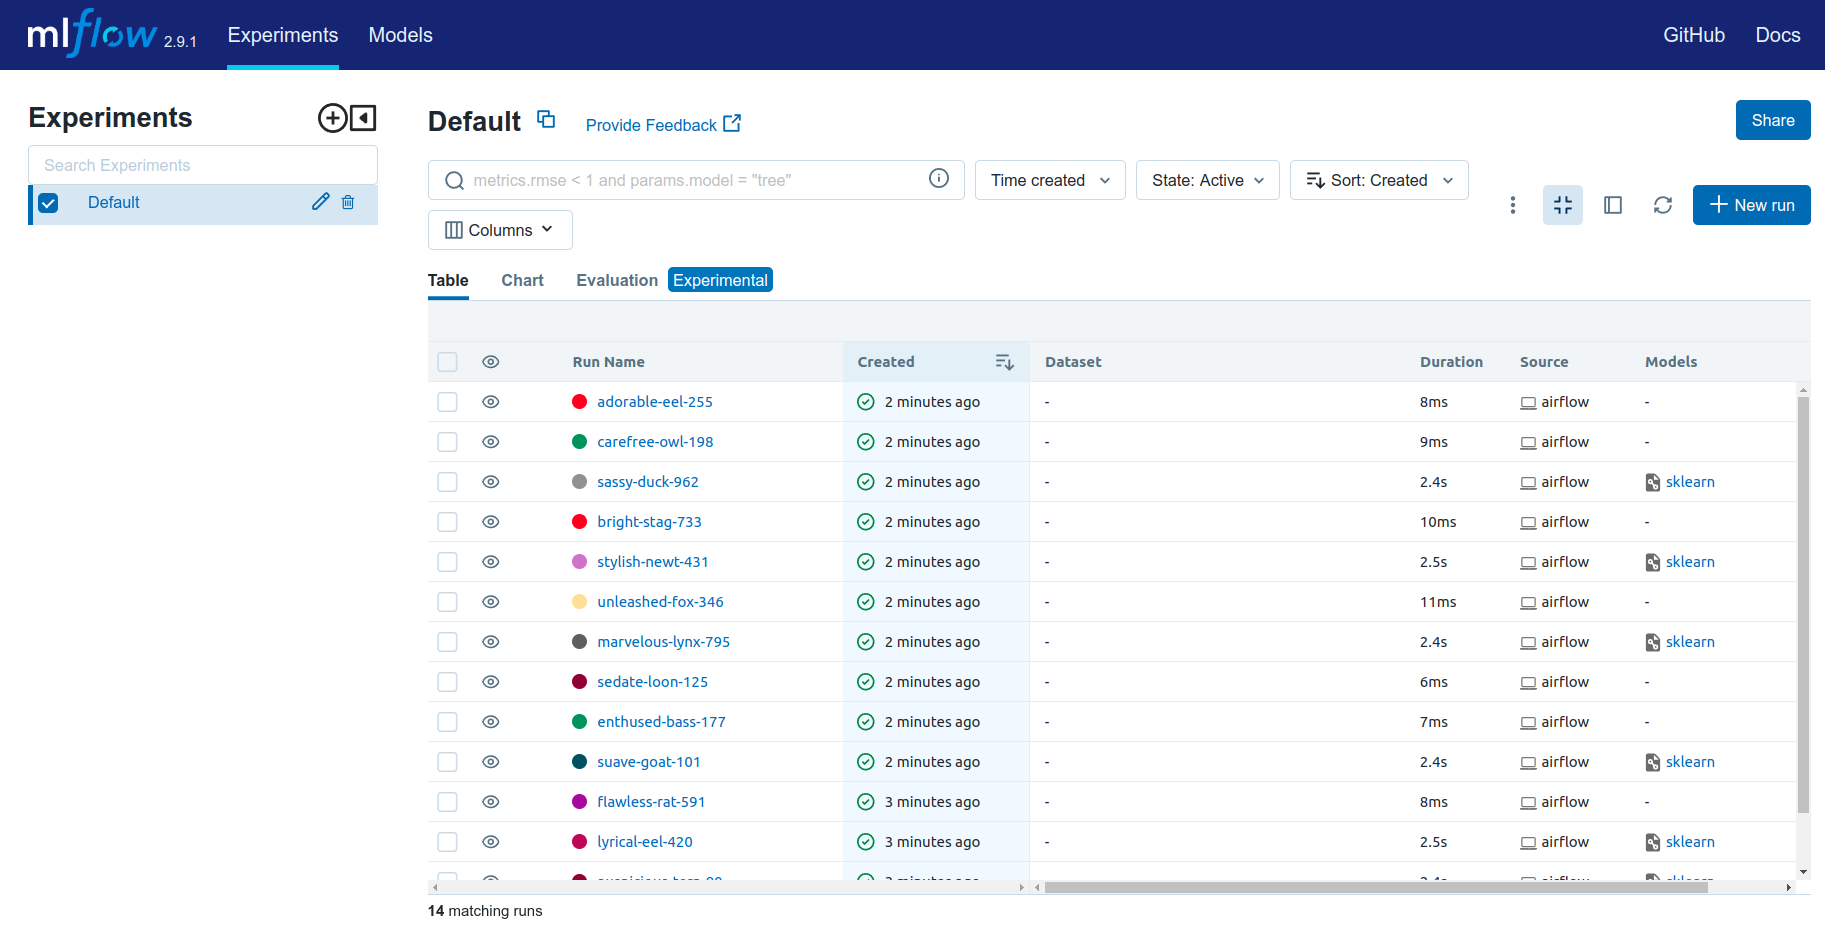 mlflow 2.9.1 Experiments Models GitHub Docs
Experiments
Search Experiments
Default
Default Provide Feedback Share
metrics.rmse < 1 and params.model = "tree" Time created State: Active Sort: Created
Columns
New run
Table Chart Evaluation Experimental
Run Name Created Dataset Duration Source Models
adorable-eel-255 2 minutes ago - 8ms airflow -
carefree-owl-198 2 minutes ago - 9ms airflow -
sassy-duck-962 2 minutes ago - 2.4s airflow sklearn
bright-stag-733 2 minutes ago - 10ms airflow -
stylish-newt-431 2 minutes ago - 2.5s airflow sklearn
unleashed-fox-346 2 minutes ago - 11ms airflow -
marvelous-lynx-795 2 minutes ago - 2.4s airflow sklearn
sedate-loon-125 2 minutes ago - 6ms airflow -
enthused-bass-177 2 minutes ago - 7ms airflow -
suave-goat-101 2 minutes ago - 2.4s airflow sklearn
flawless-rat-591 3 minutes ago - 8ms airflow -
lyrical-eel-420 3 minutes ago - 2.5s airflow sklearn
14 matching runs